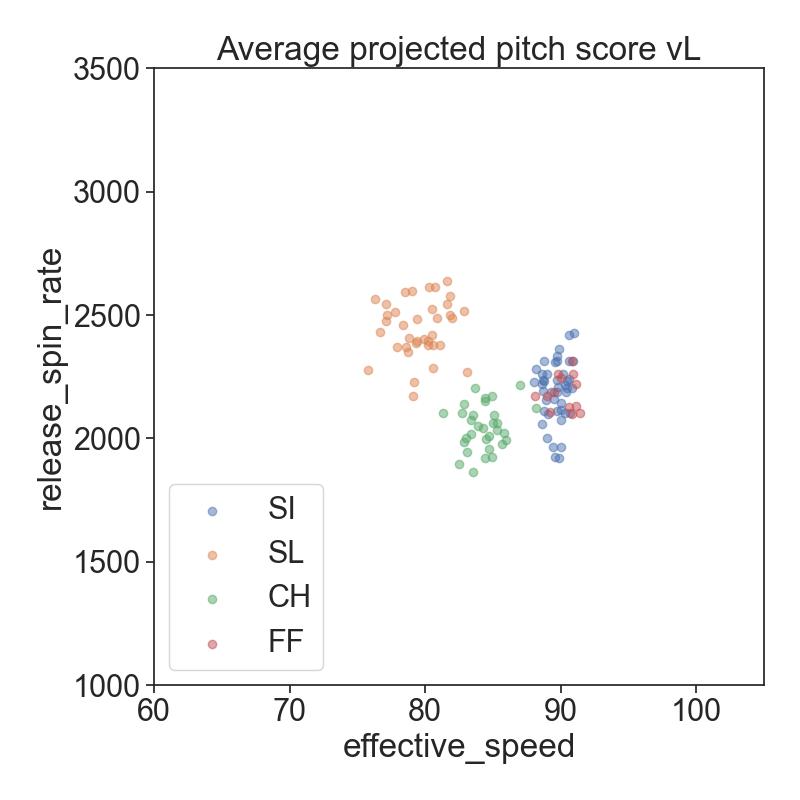 Average projected pitch score vL
3500
3000
2500
2000
1500
1000
release_spin_rate
SI
SL
CH
FF
60
70
80
90
100
effective_speed